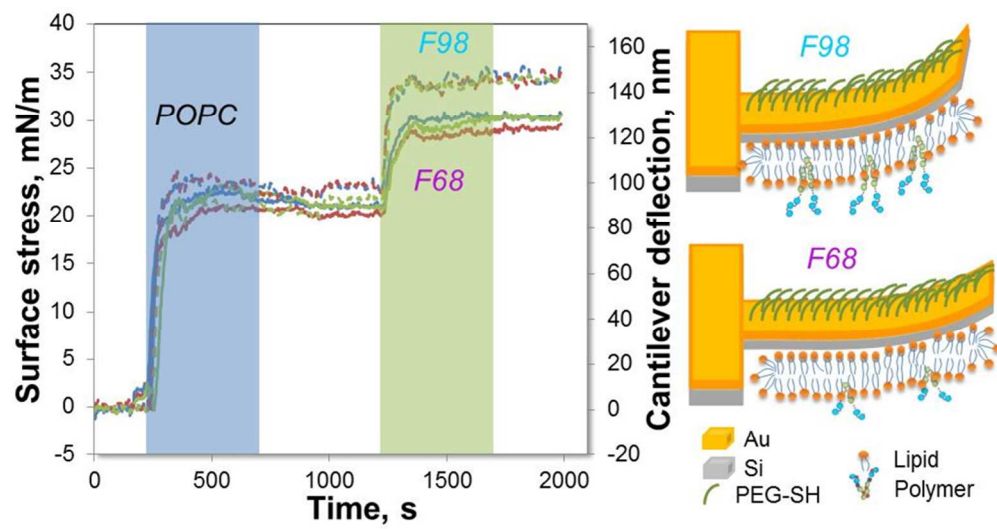 Surface stress, mN/m
40
35
30
25
20
15
10
5
0
-5
POPC
F98
F68
160
140
120
100
80
60
40
20
0
-20
Cantilever deflection, nm
0
500
1000
1500
2000
Time, s
F98
F68
Au
Si
PEG-SH
Lipid
Polymer